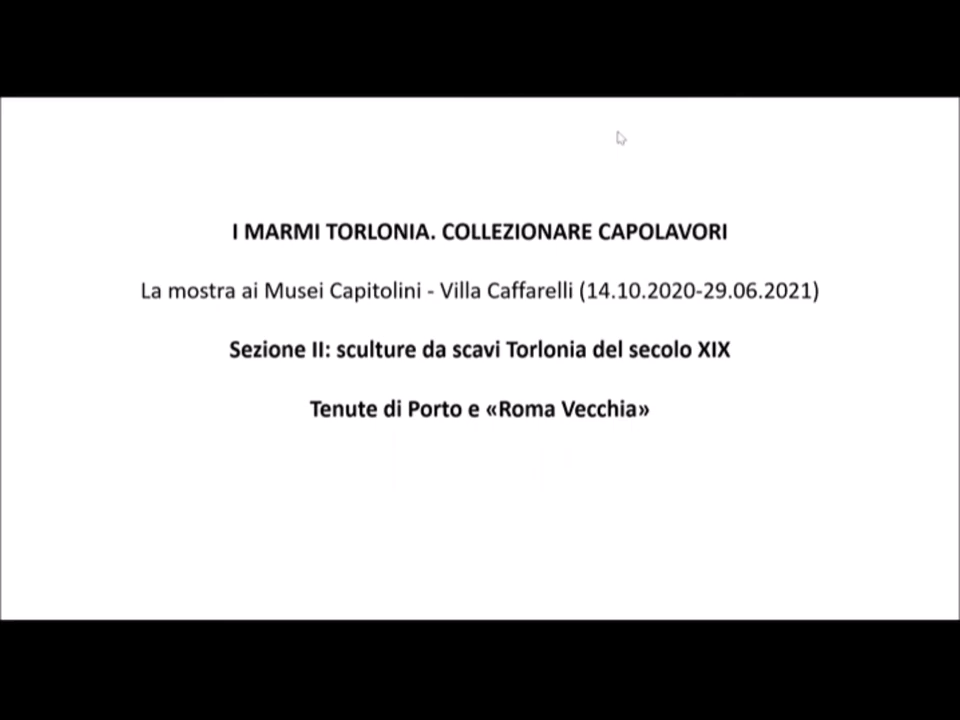 I MARMI TORLONIA. COLLEZIONARE CAPOLAVORI
La mostra ai Musei Capitolini - Villa Caffarelli (14.10.2020-29.06.2021)
Sezione II: sculture da scavi Torlonia del secolo XIX
Tenute di Porto e «Roma Vecchia»